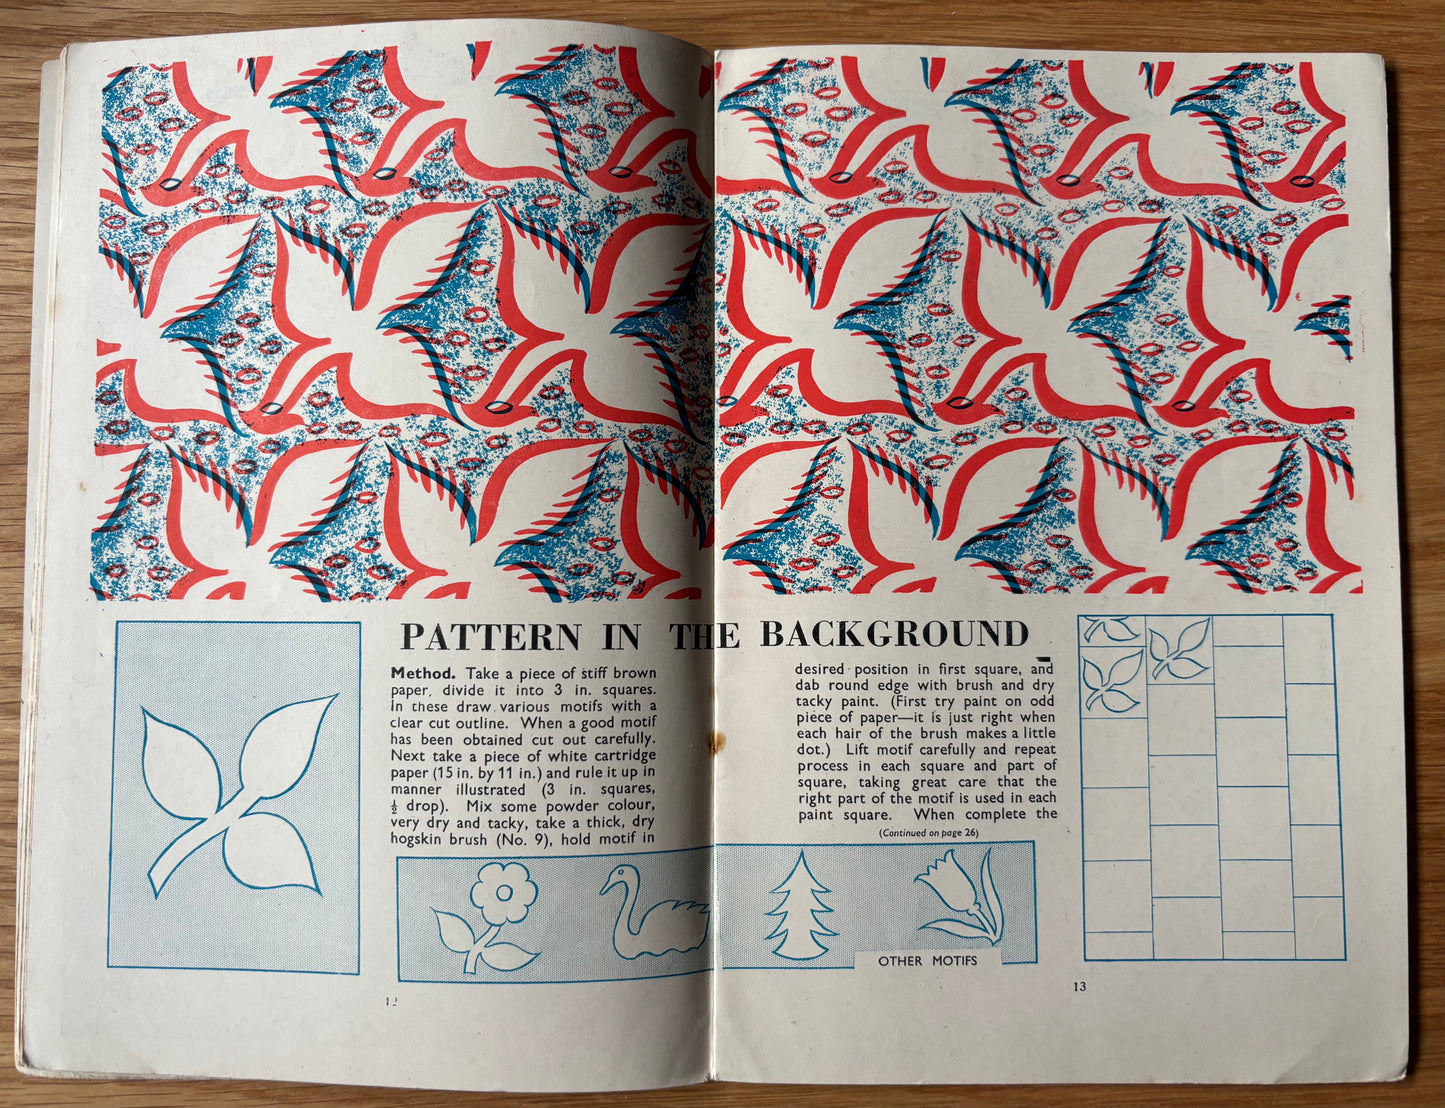 PATTERN IN THE BACKGROUND
Method. Take a piece of stiff brown
paper, divide it into 3 in. squares.
In these draw various motifs with a
clear cut outline. When a good motif
has been obtained cut out carefully.
Next take a piece of white cartridge
paper (15 in. by 11 in.) and rule it up in
manner illustrated (3 in. squares,
½ drop). Mix some powder colour,
very dry and tacky, take a thick, dry
hogskin brush (No. 9), hold motif in
desired position in first square, and
dab round edge with brush and dry
tacky paint. (First try paint on odd
piece of paper—it is just right when
each hair of the brush makes a little
dot.) Lift motif carefully and repeat
process in each square and part of
square, taking great care that the
right part of the motif is used in each
paint square. When complete the
(Continued on page 26)
OTHER MOTIFS
12
13